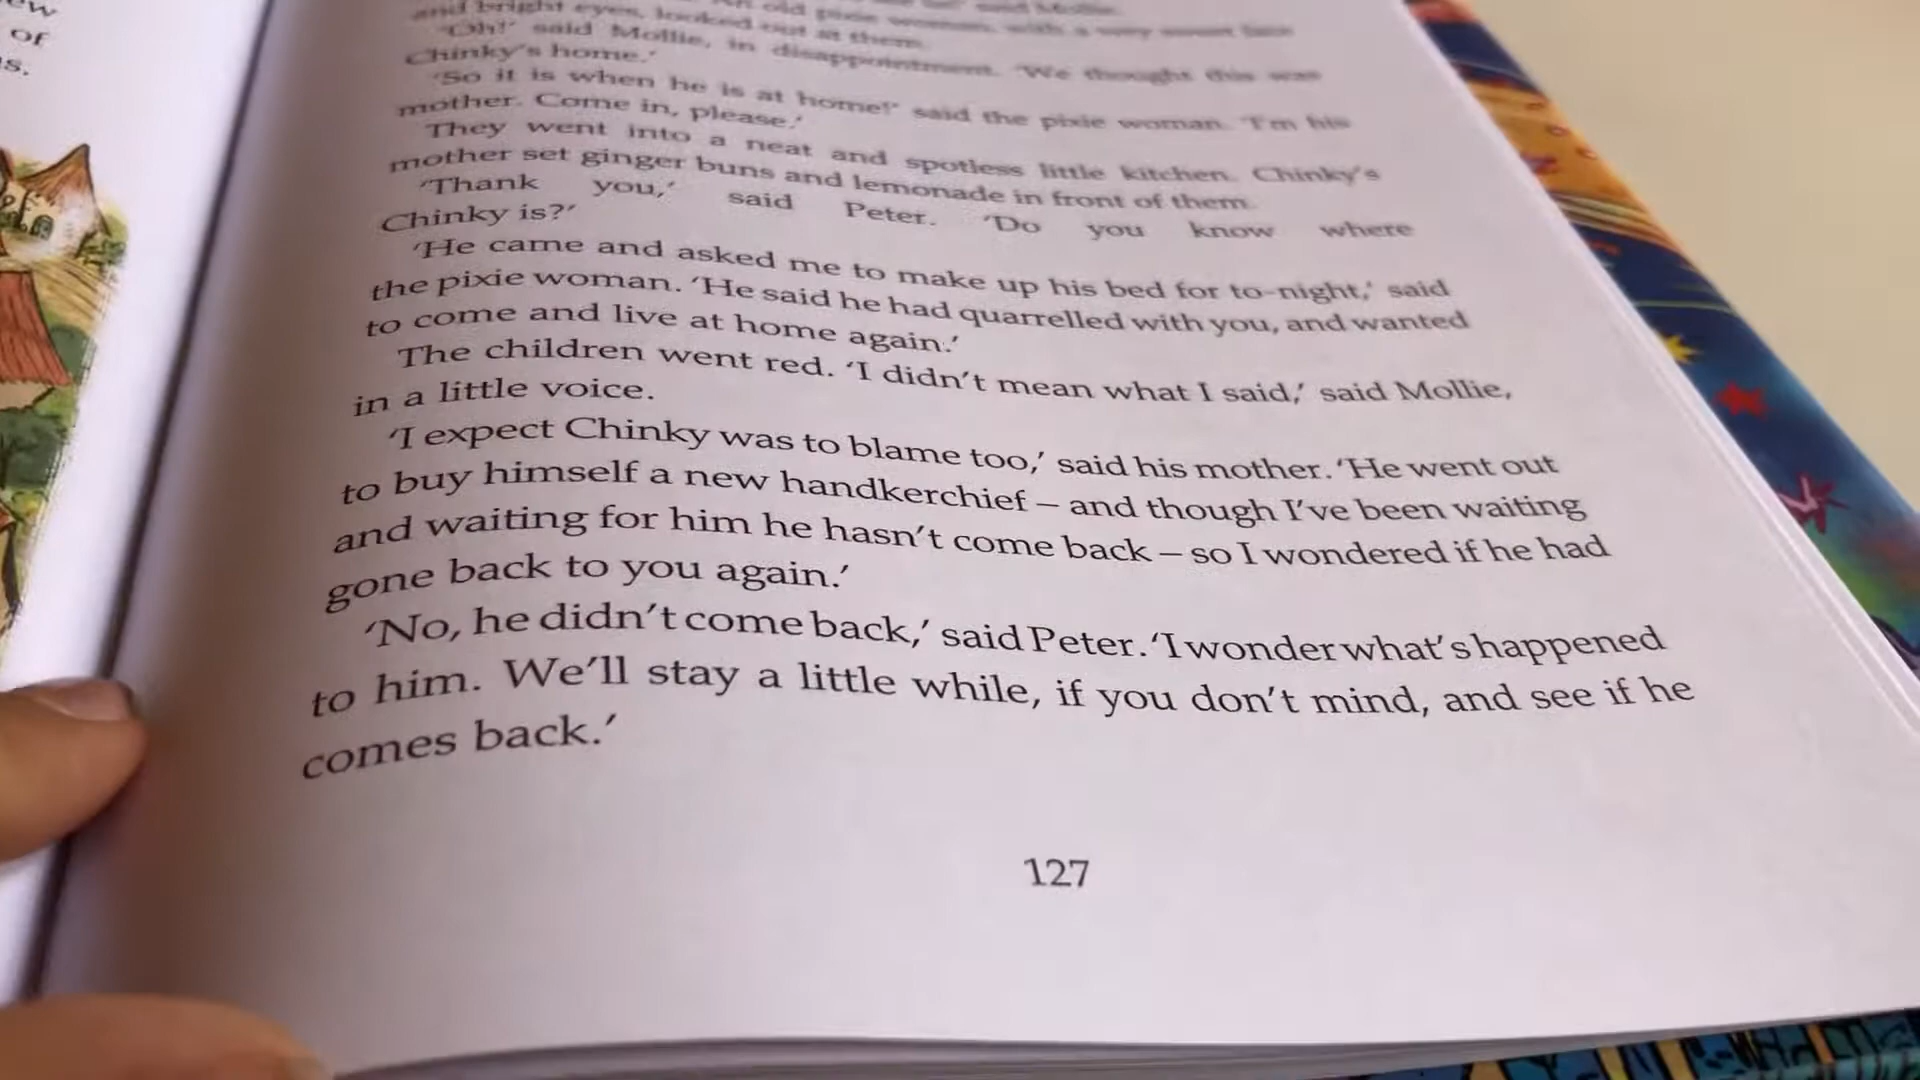 ew
of
s.
and bright eyes, looked out at them.
'Oh!' said Mollie, in disappointment. 'We thought this was
Chinky's home.'
'So it is when he is at home!' said the pixie woman. 'I'm his
mother. Come in, please.'
They went into a neat and spotless little kitchen. Chinky's
mother set ginger buns and lemonade in front of them.
'Thank you,' said Peter. 'Do you know where
Chinky is?'
'He came and asked me to make up his bed for to-night,' said
the pixie woman. 'He said he had quarrelled with you, and wanted
to come and live at home again.'
The children went red. 'I didn't mean what I said,' said Mollie,
in a little voice.
'I expect Chinky was to blame too,' said his mother. 'He went out
to buy himself a new handkerchief – and though I've been waiting
and waiting for him he hasn't come back – so I wondered if he had
gone back to you again.'
'No, he didn't come back,' said Peter. 'I wonder what's happened
to him. We'll stay a little while, if you don't mind, and see if he
comes back.'
127